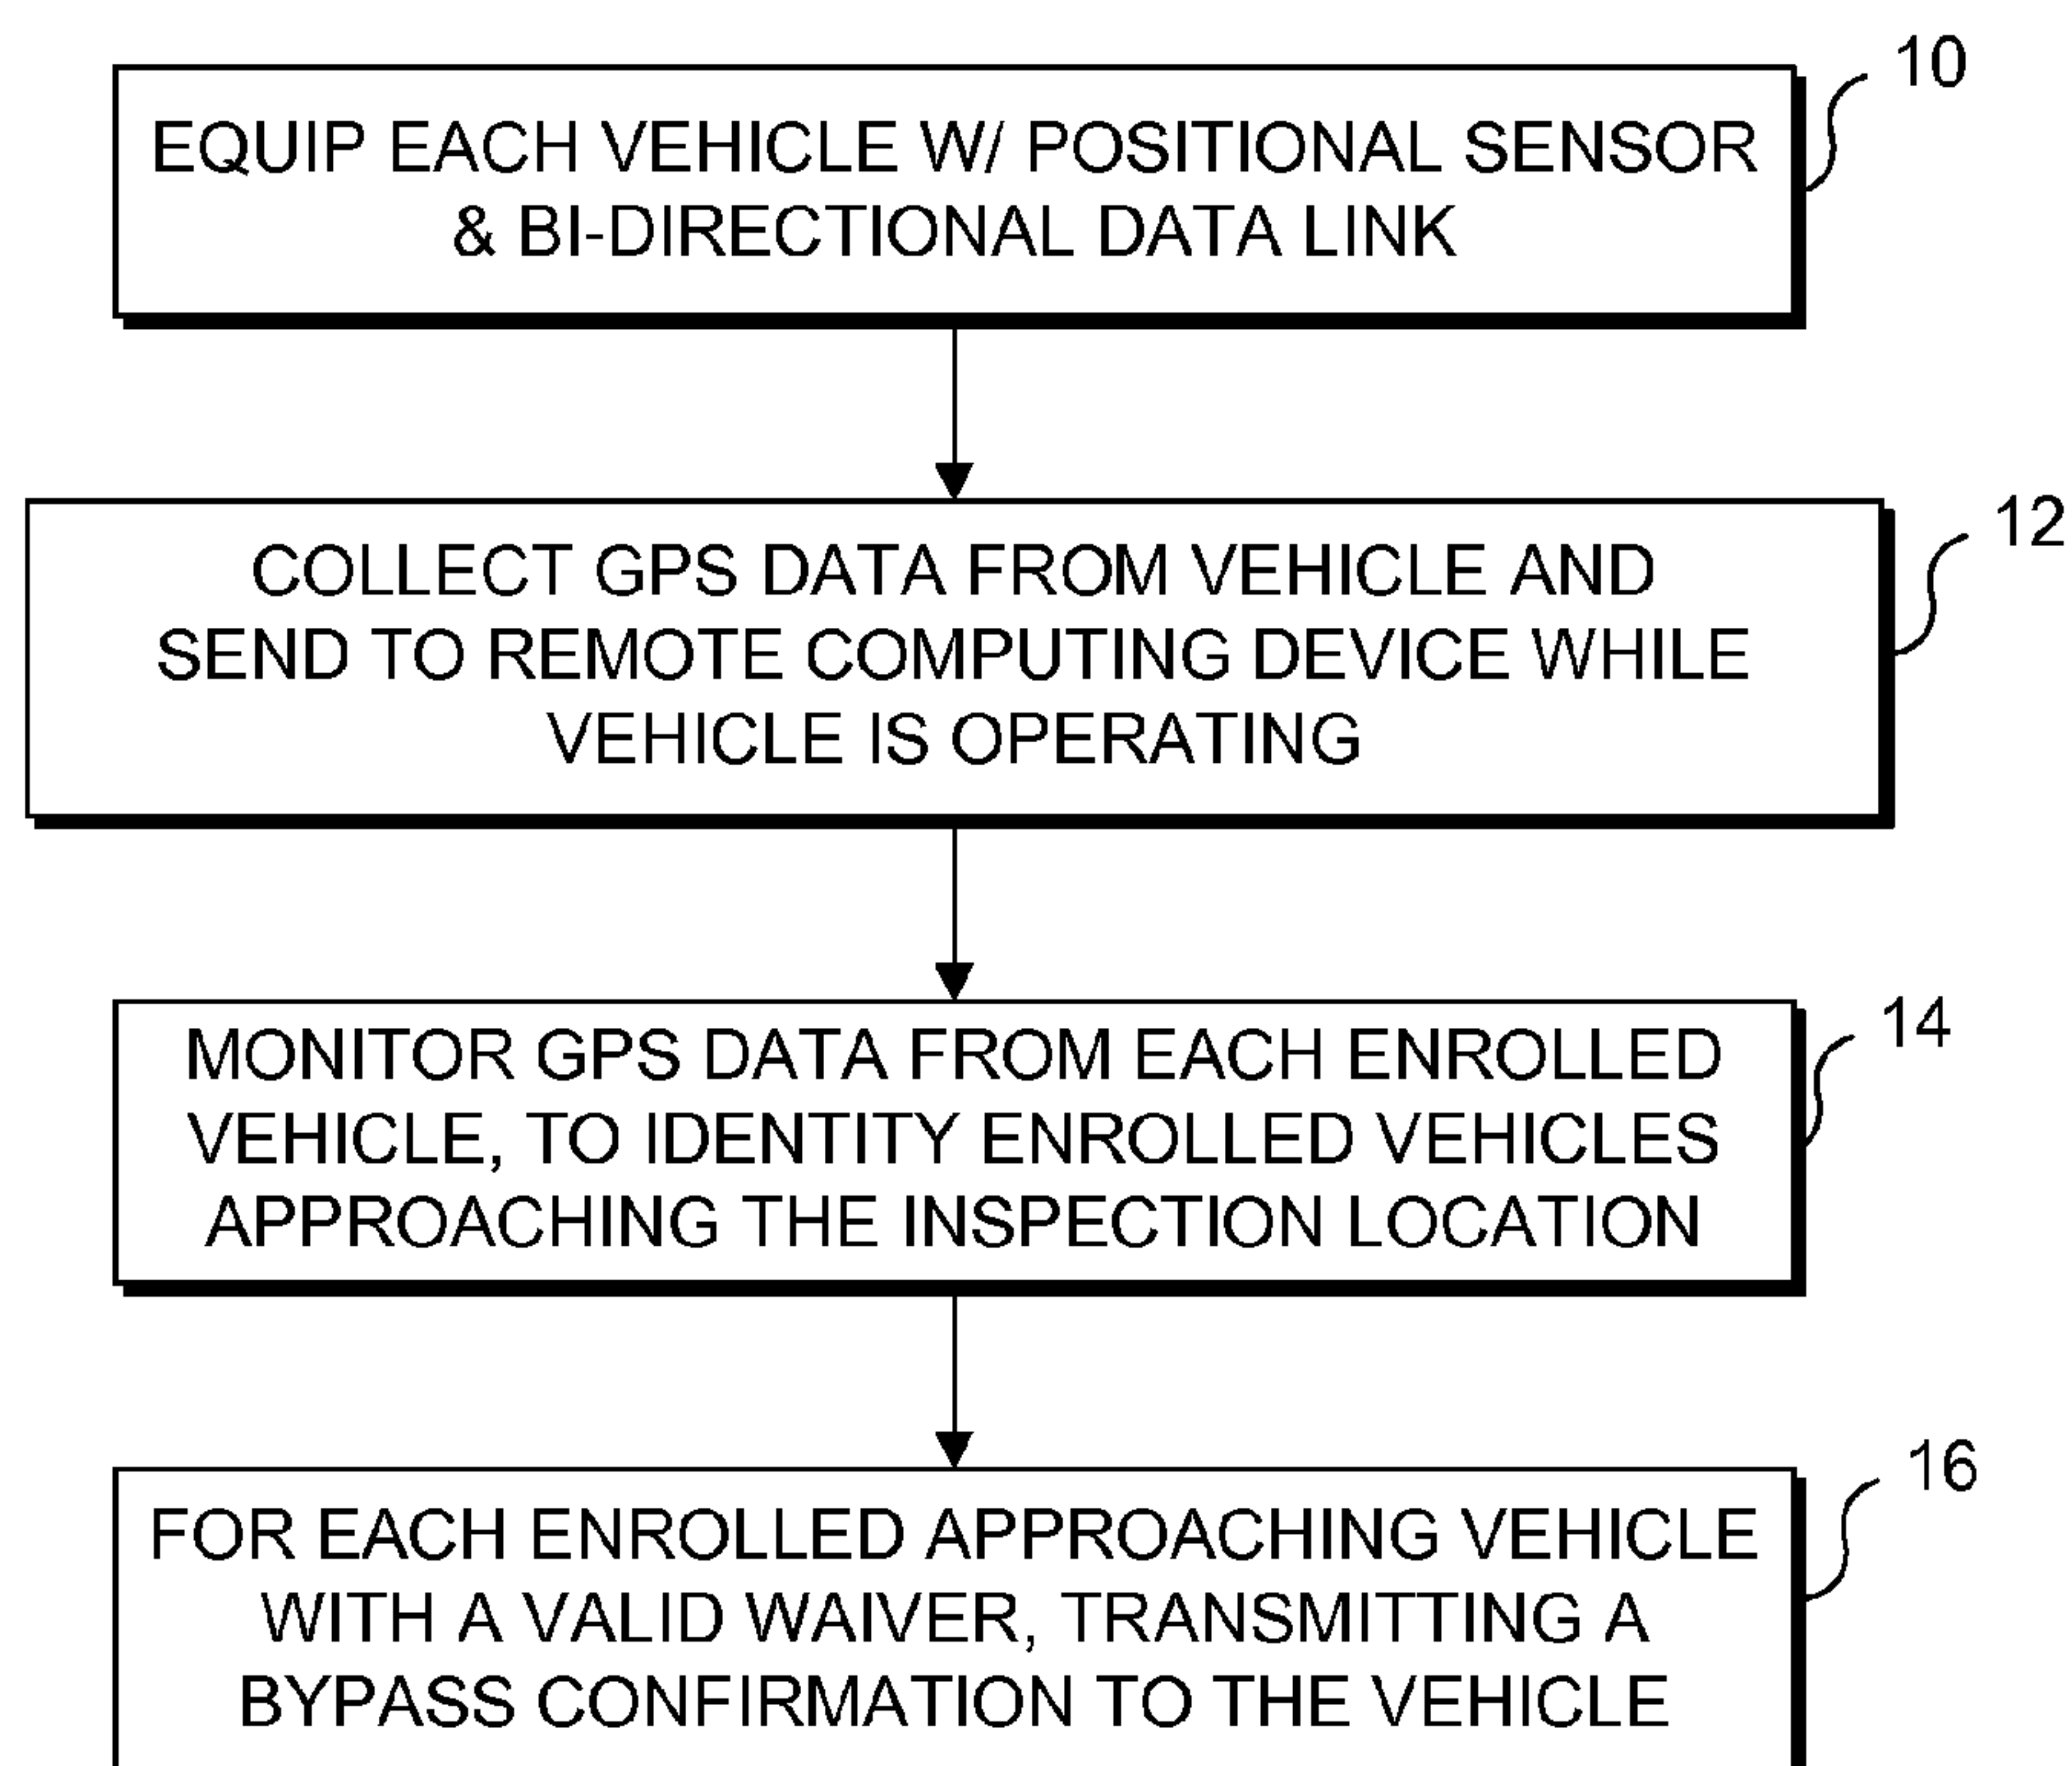 10
EQUIP EACH VEHICLE W/ POSITIONAL SENSOR
& BI-DIRECTIONAL DATA LINK
12
COLLECT GPS DATA FROM VEHICLE AND
SEND TO REMOTE COMPUTING DEVICE WHILE
VEHICLE IS OPERATING
14
MONITOR GPS DATA FROM EACH ENROLLED
VEHICLE, TO IDENTITY ENROLLED VEHICLES
APPROACHING THE INSPECTION LOCATION
16
FOR EACH ENROLLED APPROACHING VEHICLE
WITH A VALID WAIVER, TRANSMITTING A
BYPASS CONFIRMATION TO THE VEHICLE